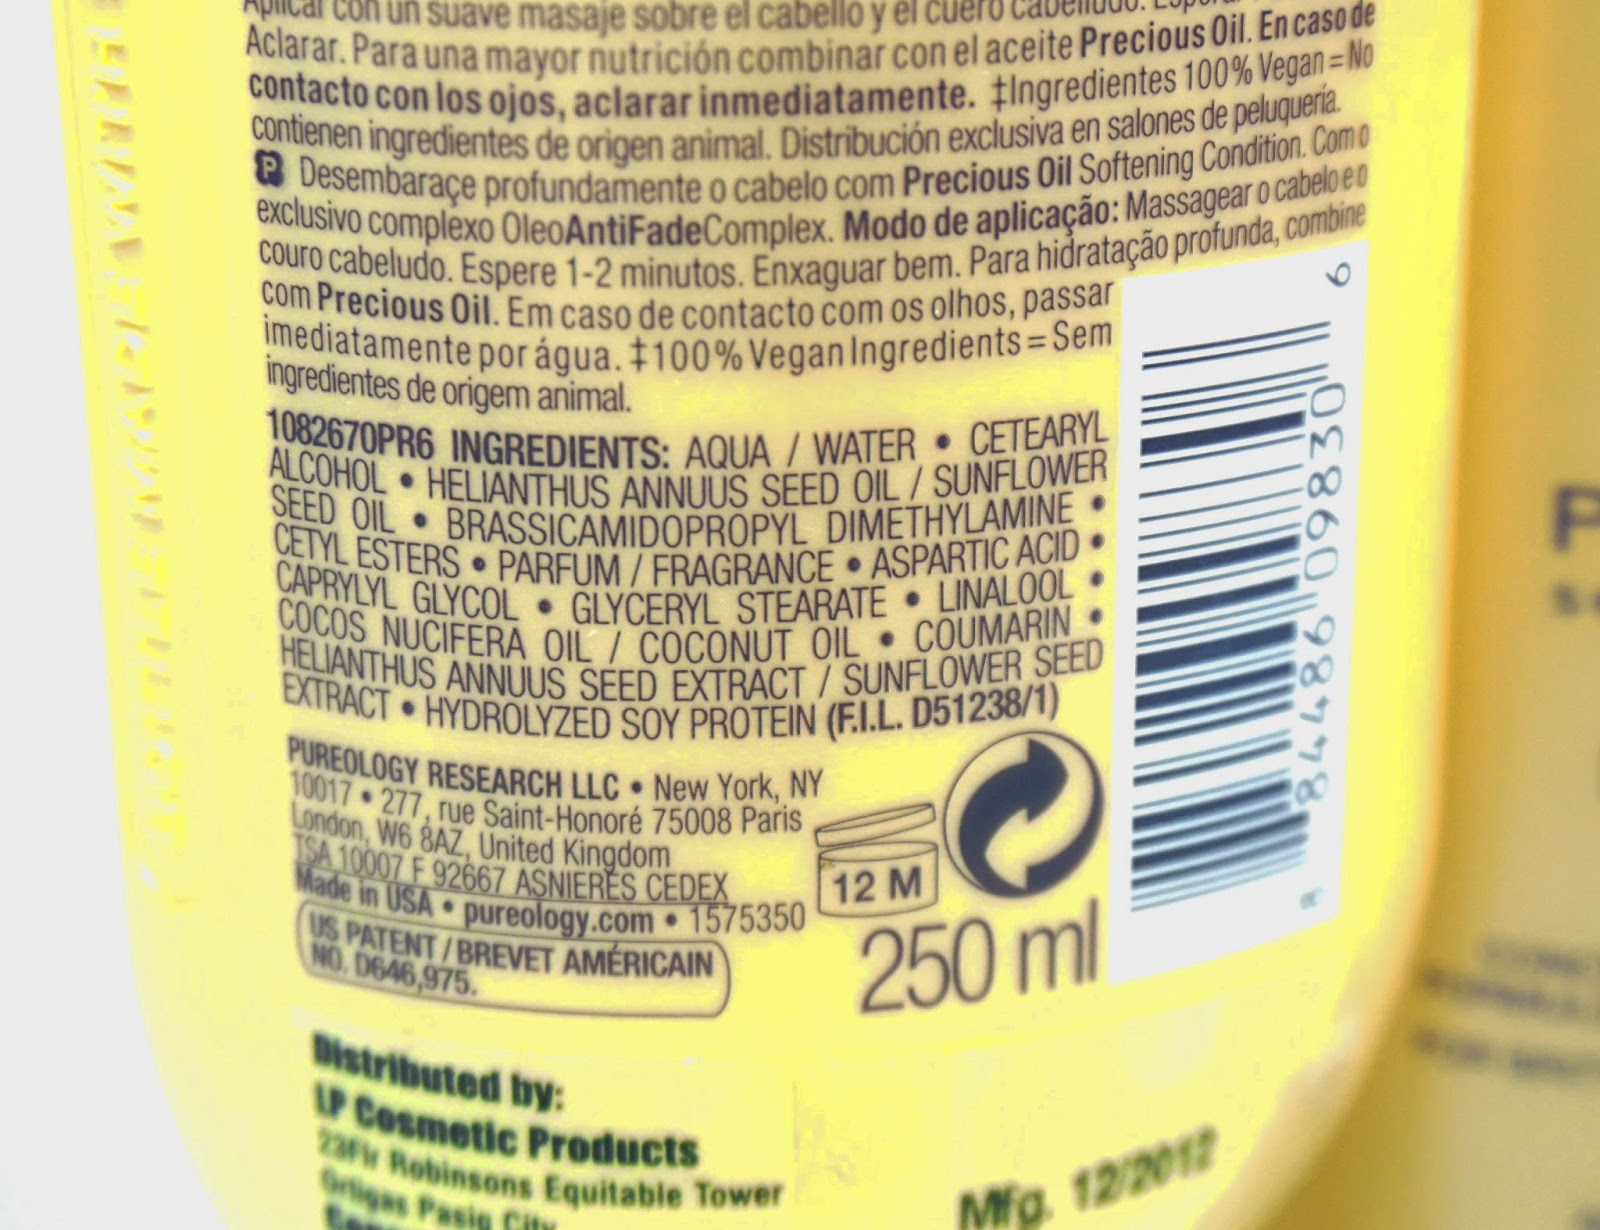 Aplicar con un suave masaje sobre el cabello y el cuero cabelludo.
Aclarar. Para una mayor nutrición combinar con el aceite Precious Oil. En caso de
contacto con los ojos, aclarar inmediatamente. ‡Ingredientes 100% Vegan = No
contienen ingredientes de origen animal. Distribución exclusiva en salones de peluquería.
P Desembaraçe profundamente o cabelo com Precious Oil Softening Condition. Com o
exclusivo complexo OleoAntiFadeComplex. Modo de aplicação: Massagear o cabelo e o
couro cabeludo. Espere 1-2 minutos. Enxaguar bem. Para hidratação profunda, combine
com Precious Oil. Em caso de contacto com os olhos, passar
imediatamente por água. ‡100% Vegan Ingredients = Sem
ingredientes de origem animal.
1082670PR6 INGREDIENTS: AQUA / WATER • CETEARYL
ALCOHOL • HELIANTHUS ANNUUS SEED OIL / SUNFLOWER
SEED OIL • BRASSICAMIDOPROPYL DIMETHYLAMINE •
CETYL ESTERS • PARFUM / FRAGRANCE • ASPARTIC ACID •
CAPRYLYL GLYCOL • GLYCERYL STEARATE • LINALOOL •
COCOS NUCIFERA OIL / COCONUT OIL • COUMARIN •
HELIANTHUS ANNUUS SEED EXTRACT / SUNFLOWER SEED
EXTRACT • HYDROLYZED SOY PROTEIN (F.I.L. D51238/1)
PUREOLOGY RESEARCH LLC • New York, NY
10017 • 277, rue Saint-Honoré 75008 Paris
London, W6 8AZ, United Kingdom
TSA 10007 F 92667 ASNIERES CEDEX
Made in USA • pureology.com • 1575350
US PATENT / BREVET AMÉRICAIN
NO. D646,975.
12 M
250 ml
8 84486 09830 6
Distributed by:
LP Cosmetic Products
23Flr Robinsons Equitable Tower
Ortigas Pasig City
Mfg. 12/2012